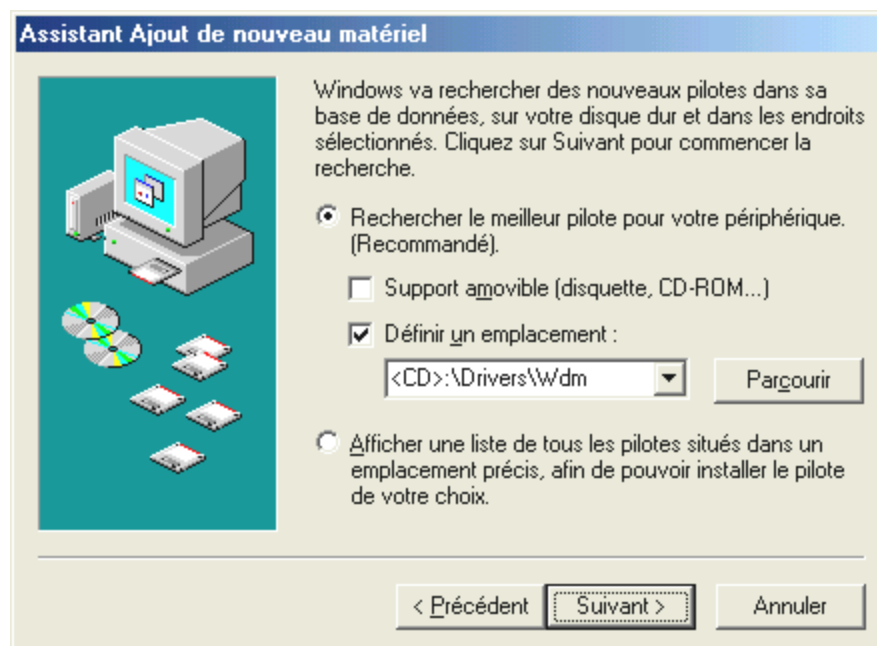 Assistant Ajout de nouveau matériel
Windows va rechercher des nouveaux pilotes dans sa
base de données, sur votre disque dur et dans les endroits
sélectionnés. Cliquez sur Suivant pour commencer la
recherche.
Rechercher le meilleur pilote pour votre périphérique.
(Recommandé).
Support amovible (disquette, CD-ROM...)
Définir un emplacement :
<CD>:\Drivers\Wdm
Parcourir
Afficher une liste de tous les pilotes situés dans un
emplacement précis, afin de pouvoir installer le pilote
de votre choix.
< Précédent
Suivant >
Annuler